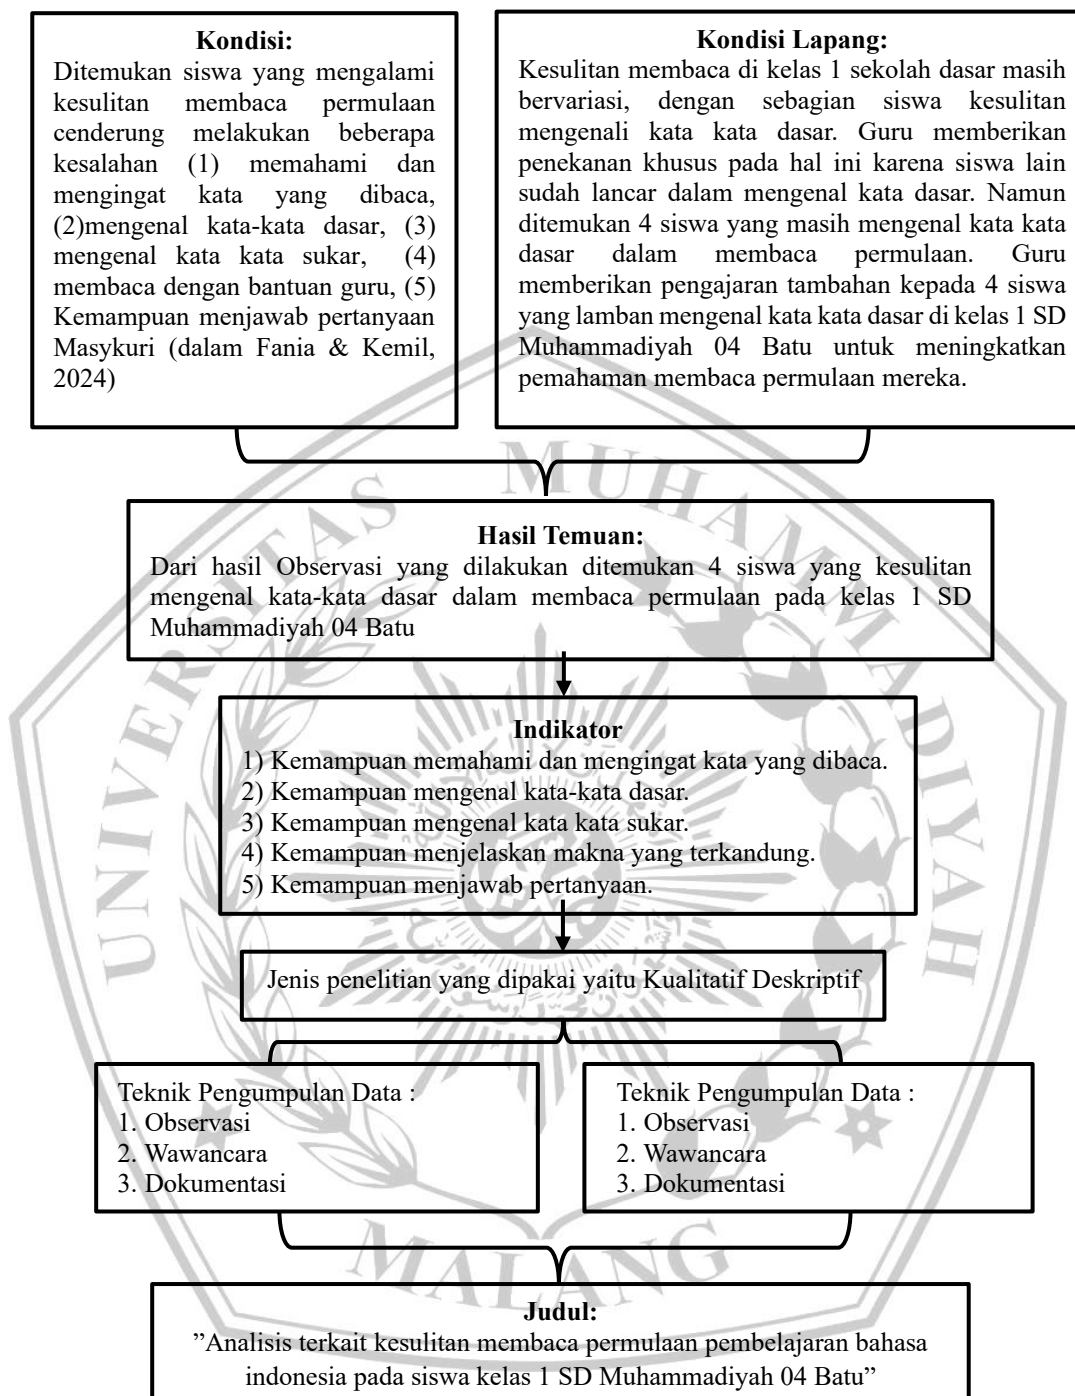 Kondisi:
Ditemukan siswa yang mengalami
kesulitan membaca permulaan
cenderung melakukan beberapa
kesalahan (1) memahami dan
mengingat kata yang dibaca,
(2)mengenal kata-kata dasar, (3)
mengenal kata kata sukar, (4)
membaca dengan bantuan guru, (5)
Kemampuan menjawab pertanyaan
Masykuri (dalam Fania & Kemil,
2024)
Kondisi Lapang:
Kesulitan membaca di kelas 1 sekolah dasar masih
bervariasi, dengan sebagian siswa kesulitan
mengenali kata kata dasar. Guru memberikan
penekanan khusus pada hal ini karena siswa lain
sudah lancar dalam mengenal kata dasar. Namun
ditemukan 4 siswa yang masih mengenal kata kata
dasar dalam membaca permulaan. Guru
memberikan pengajaran tambahan kepada 4 siswa
yang lamban mengenal kata kata dasar di kelas 1 SD
Muhammadiyah 04 Batu untuk meningkatkan
pemahaman membaca permulaan mereka.
Hasil Temuan:
Dari hasil Observasi yang dilakukan ditemukan 4 siswa yang kesulitan
mengenal kata-kata dasar dalam membaca permulaan pada kelas 1 SD
Muhammadiyah 04 Batu
Indikator
1) Kemampuan memahami dan mengingat kata yang dibaca.
2) Kemampuan mengenal kata-kata dasar.
3) Kemampuan mengenal kata kata sukar.
4) Kemampuan menjelaskan makna yang terkandung.
5) Kemampuan menjawab pertanyaan.
Jenis penelitian yang dipakai yaitu Kualitatif Deskriptif
Teknik Pengumpulan Data :
1. Observasi
2. Wawancara
3. Dokumentasi
Teknik Pengumpulan Data :
1. Observasi
2. Wawancara
3. Dokumentasi
Judul:
”Analisis terkait kesulitan membaca permulaan pembelajaran bahasa
indonesia pada siswa kelas 1 SD Muhammadiyah 04 Batu”
UNIVERSITAS MUHAMMADIYAH
MALANG